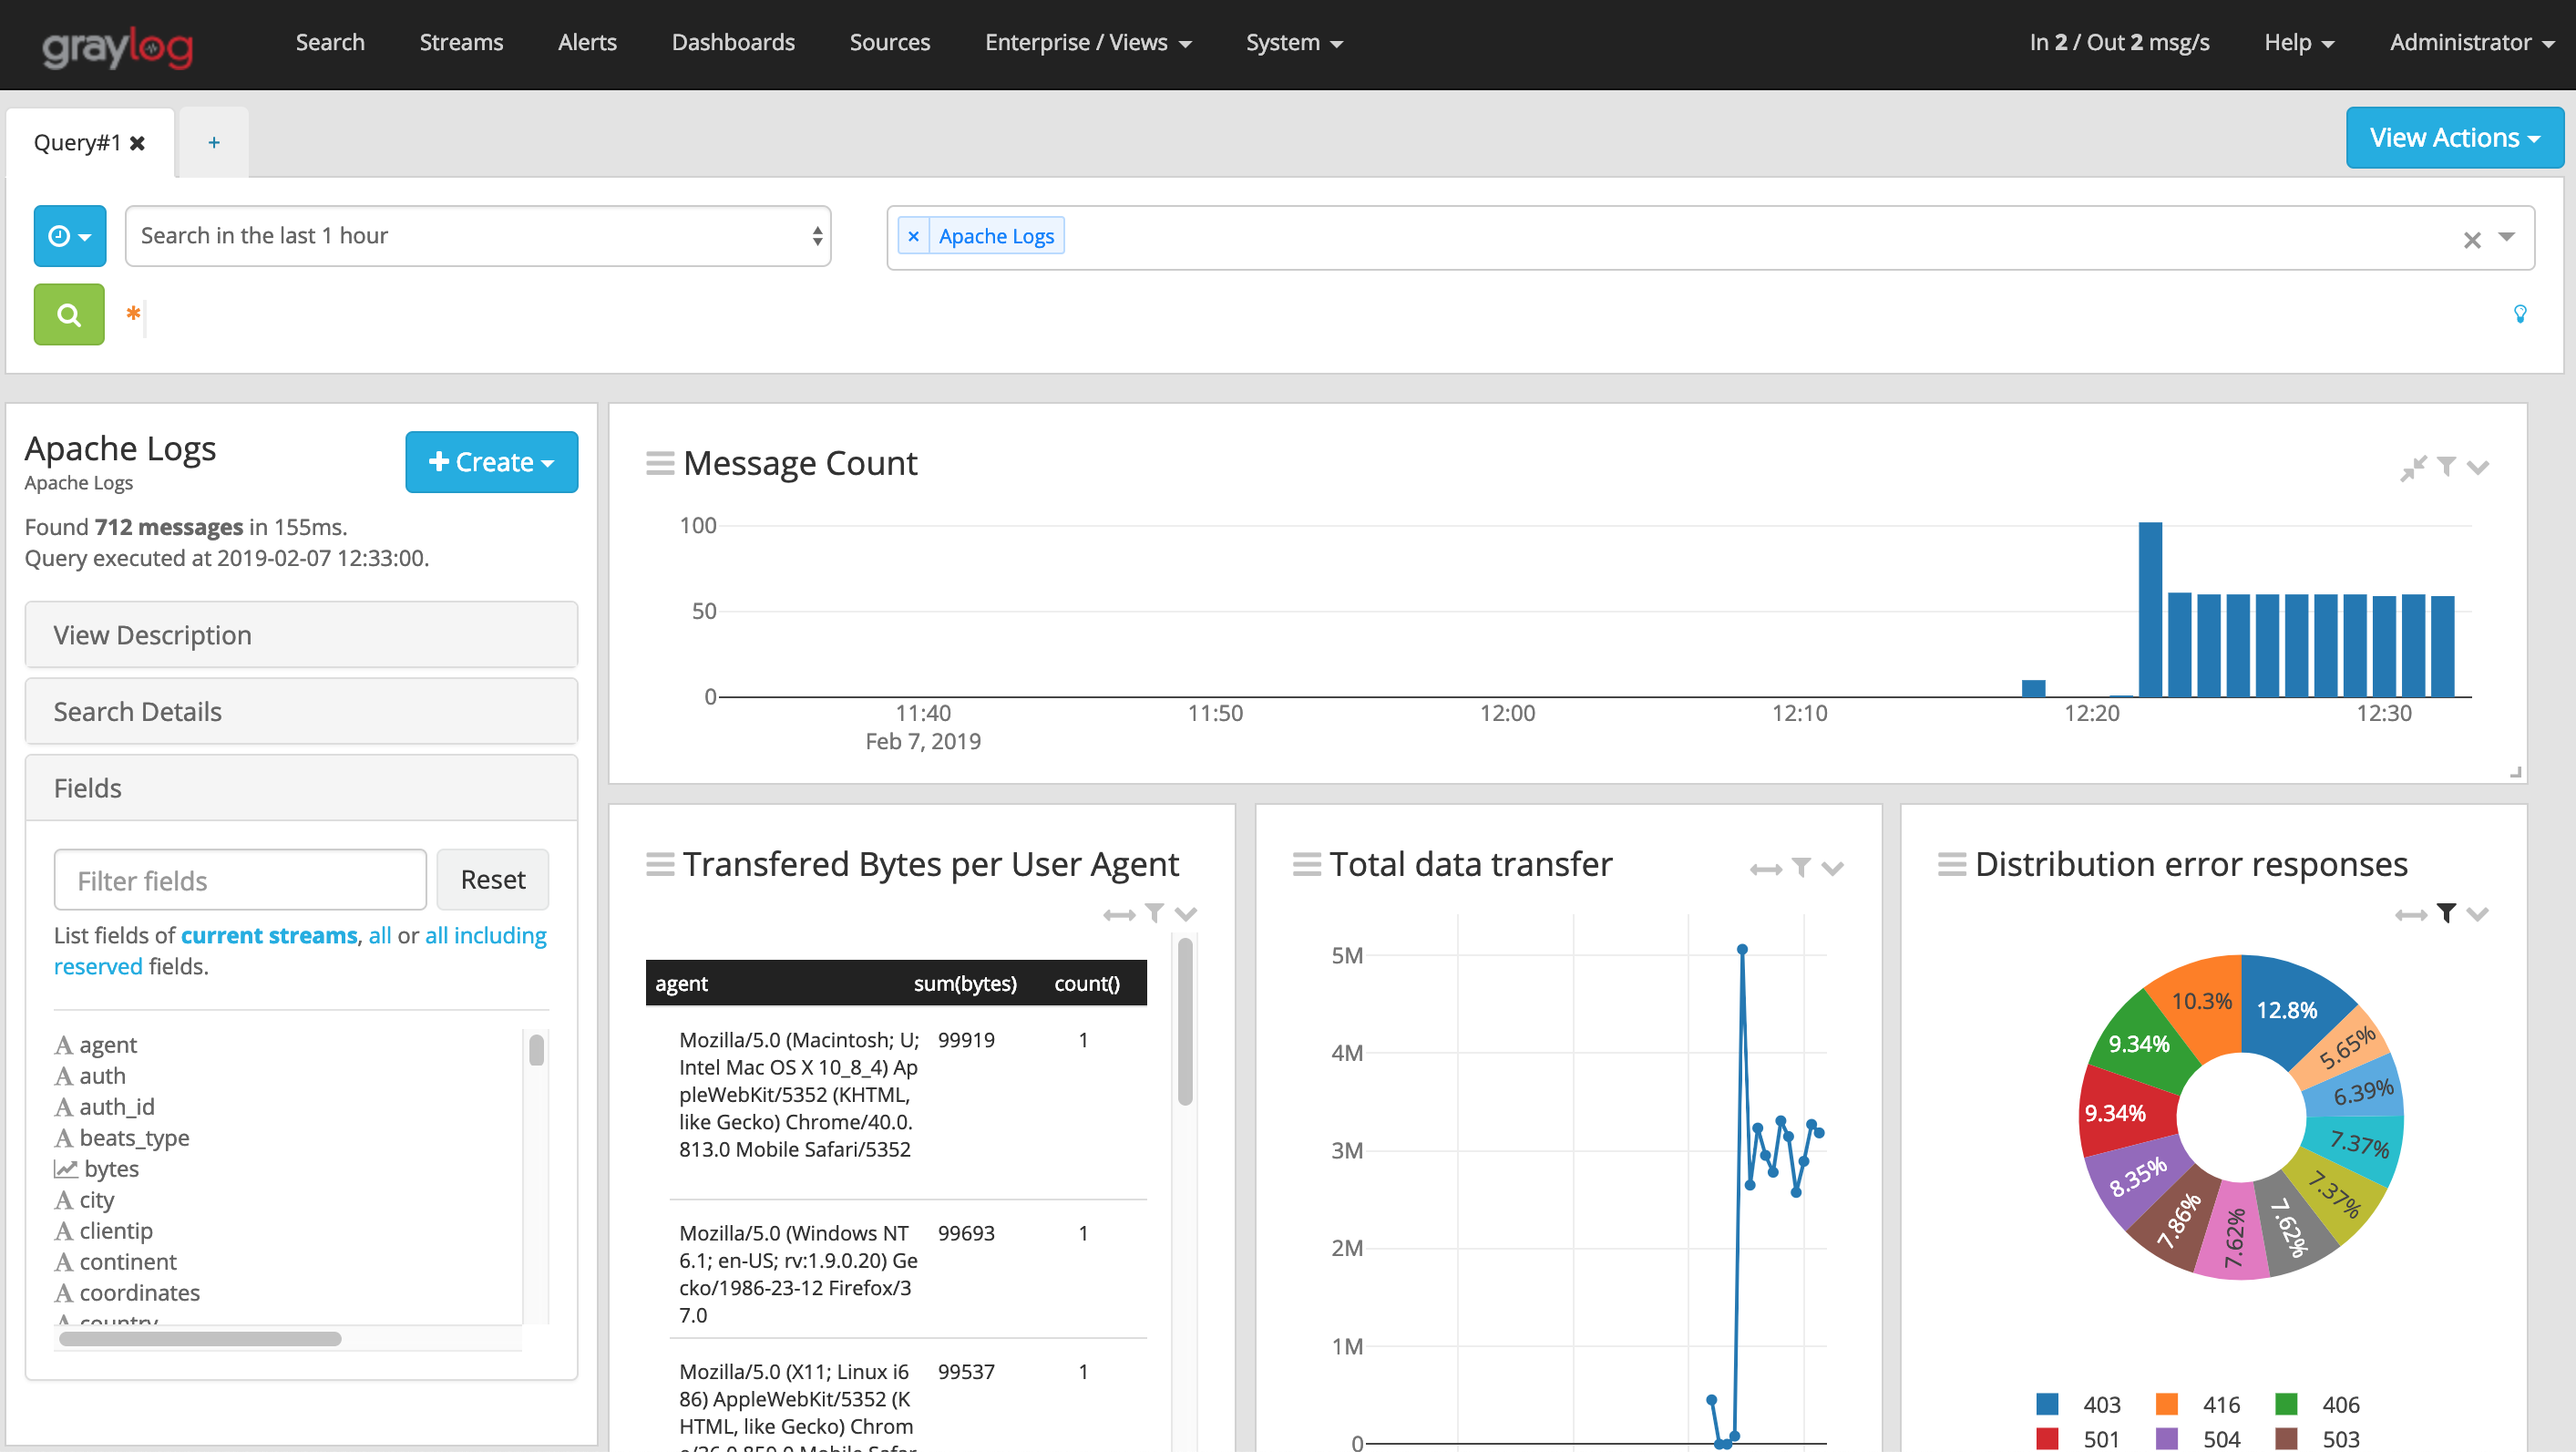 graylog
Search
Streams
Alerts
Dashboards
Sources
Enterprise / Views
System
In 2 / Out 2 msg/s
Help
Administrator
Query#1
+
View Actions
Search in the last 1 hour
× Apache Logs
*
Apache Logs
Apache Logs
Create
Found 712 messages in 155ms.
Query executed at 2019-02-07 12:33:00.
View Description
Search Details
Fields
Filter fields
Reset
List fields of current streams, all or all including
reserved fields.
A agent
A auth
A auth_id
A beats_type
bytes
A city
A clientip
A continent
A coordinates
A country
Message Count
100
50
0
11:40
11:50
12:00
12:10
12:20
12:30
Feb 7, 2019
Transfered Bytes per User Agent
agent sum(bytes) count()
Mozilla/5.0 (Macintosh; U; 99919 1
Intel Mac OS X 10_8_4) Ap
pleWebKit/5352 (KHTML,
like Gecko) Chrome/40.0.
813.0 Mobile Safari/5352
Mozilla/5.0 (Windows NT 99693 1
6.1; en-US; rv:1.9.0.20) Ge
cko/1986-23-12 Firefox/3
7.0
Mozilla/5.0 (X11; Linux i6 99537 1
86) AppleWebKit/5352 (K
HTML, like Gecko) Chrom
Total data transfer
5M
4M
3M
2M
1M
0
Distribution error responses
12.8%
5.65%
6.39%
7.37%
7.37%
7.62%
7.62%
7.86%
8.35%
9.34%
9.34%
10.3%
403 416 406
501 504 503